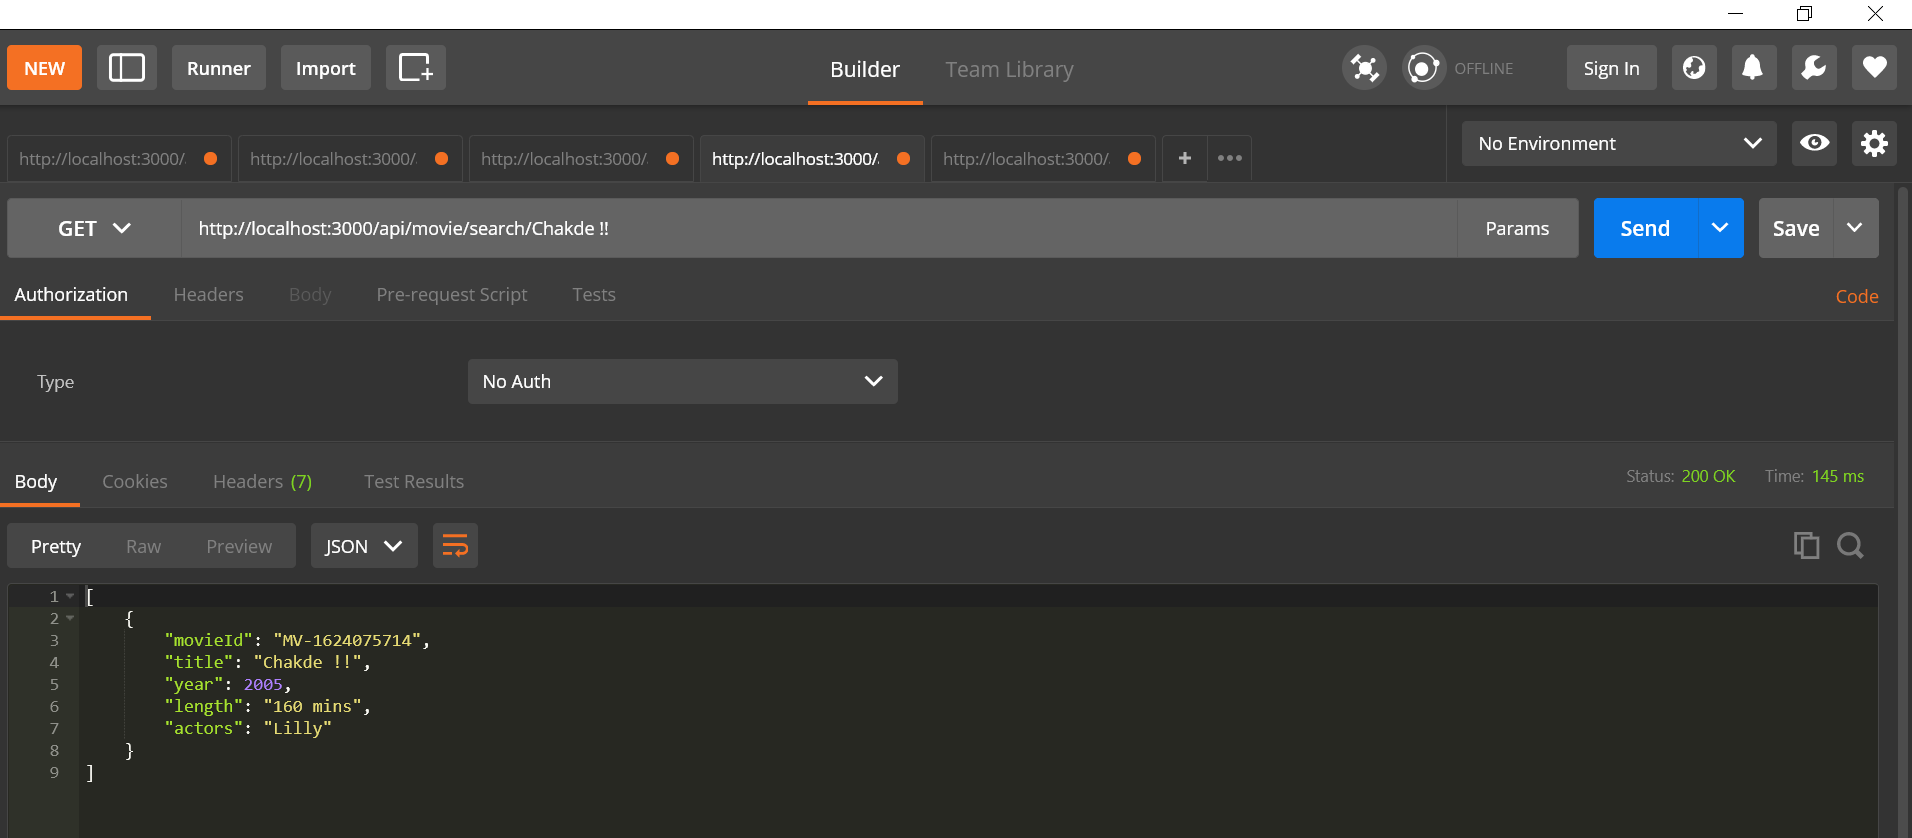 NEW Runner Import Builder Team Library OFFLINE Sign In
http://localhost:3000/. http://localhost:3000/. http://localhost:3000/. http://localhost:3000/. http://localhost:3000/. + ••• No Environment
GET http://localhost:3000/api/movie/search/Chakde !! Params Send Save
Authorization Headers Body Pre-request Script Tests Code
Type No Auth
Body Cookies Headers (7) Test Results Status: 200 OK Time: 145 ms
Pretty Raw Preview JSON
1 [
2 {
3 "movieId": "MV-1624075714",
4 "title": "Chakde !!",
5 "year": 2005,
6 "length": "160 mins",
7 "actors": "Lilly"
8 }
9 ]